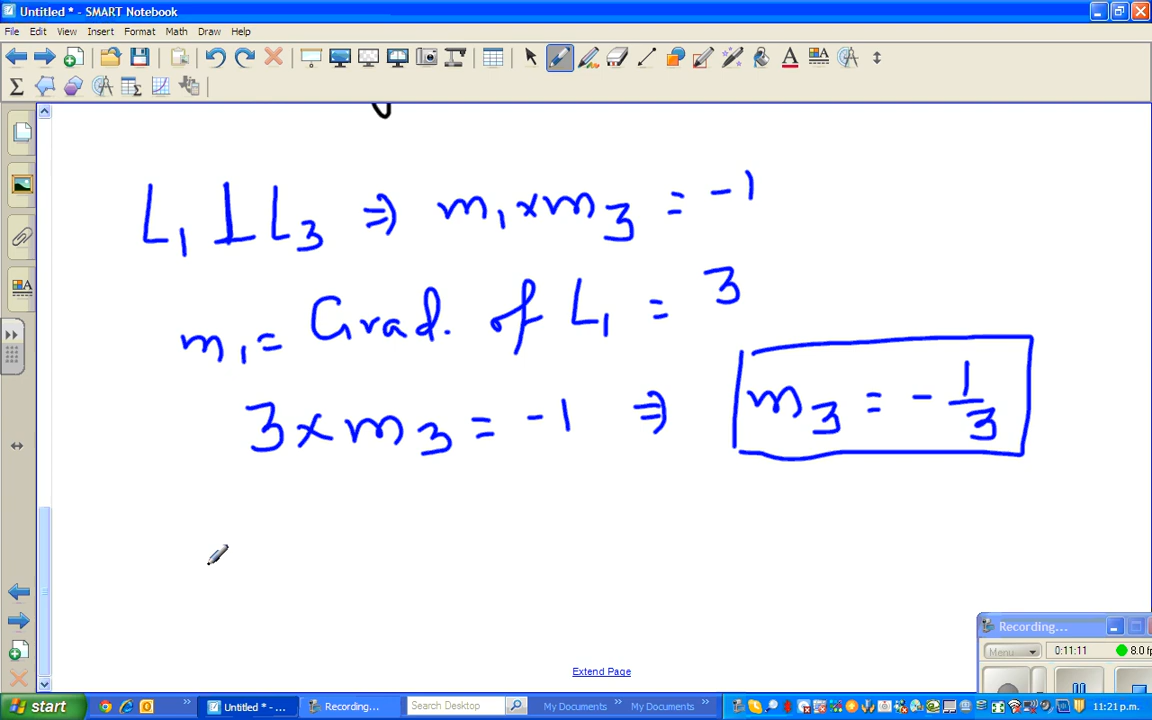 Untitled * - SMART Notebook
File Edit View Insert Format Math Draw Help
L₁ ⊥ L₃ ⇒ m₁ × m₃ = -1
m₁ = Grad. of L₁ = 3
3 × m₃ = -1 ⇒ m₃ = - 1/3
Extend Page
Recording...
Menu 0:11:11 8.0 f
start Untitled * - ... Recording... Search Desktop My Documents My Documents 11:21 p.m.